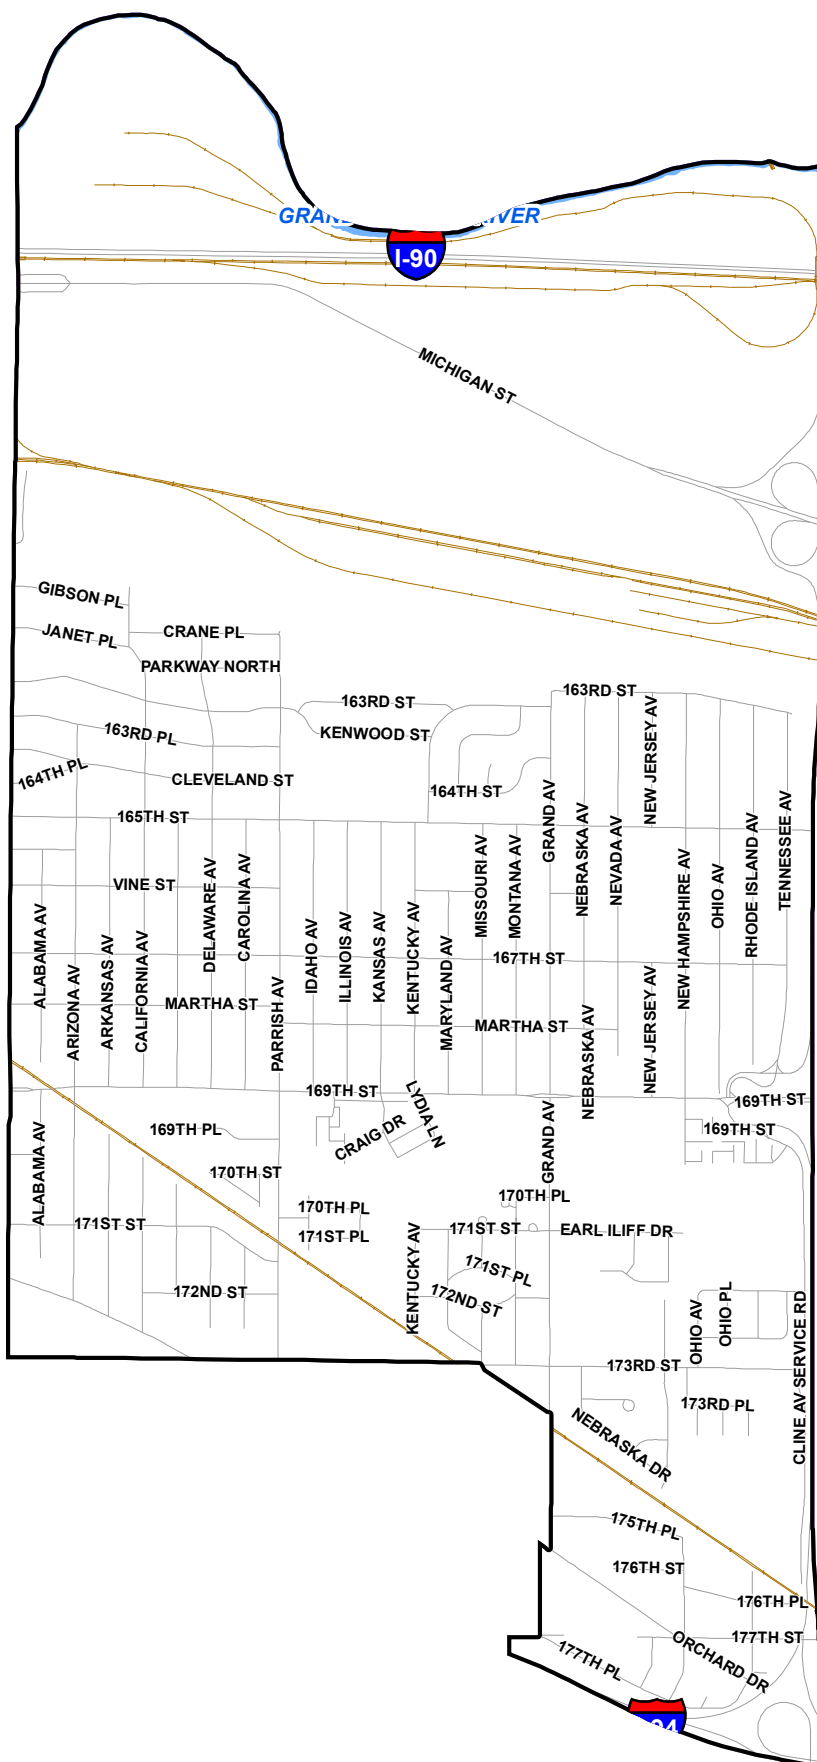 GRAND
RIVER
I-90
MICHIGAN ST
GIBSON PL
JANET PL
CRANE PL
PARKWAY NORTH
163RD ST
163RD ST
163RD PL
KENWOOD ST
NEW JERSEY AV
164TH PL
CLEVELAND ST
164TH ST
165TH ST
GRAND AV
NEBRASKA AV
NEVADA AV
TENNESSEE AV
MISSOURI AV
MONTANA AV
NEW HAMPSHIRE AV
OHIO AV
RHODE ISLAND AV
VINE ST
DELAWARE AV
CAROLINA AV
ALABAMA AV
ARIZONA AV
ARKANSAS AV
CALIFORNIA AV
IDAHO AV
ILLINOIS AV
KANSAS AV
KENTUCKY AV
MARYLAND AV
167TH ST
PARRISH AV
MARTHA ST
MARTHA ST
NEBRASKA AV
NEW JERSEY AV
169TH ST
169TH ST
LYDIA LN
CRAIG DR
169TH PL
169TH ST
ALABAMA AV
GRAND AV
170TH ST
170TH PL
170TH PL
171ST ST
171ST PL
KENTUCKY AV
171ST ST
EARL ILIFF DR
171ST PL
172ND ST
172ND ST
OHIO AV
OHIO PL
CLINE AV SERVICE RD
173RD ST
173RD PL
NEBRASKA DR
175TH PL
176TH ST
176TH PL
177TH ST
ORCHARD DR
177TH PL